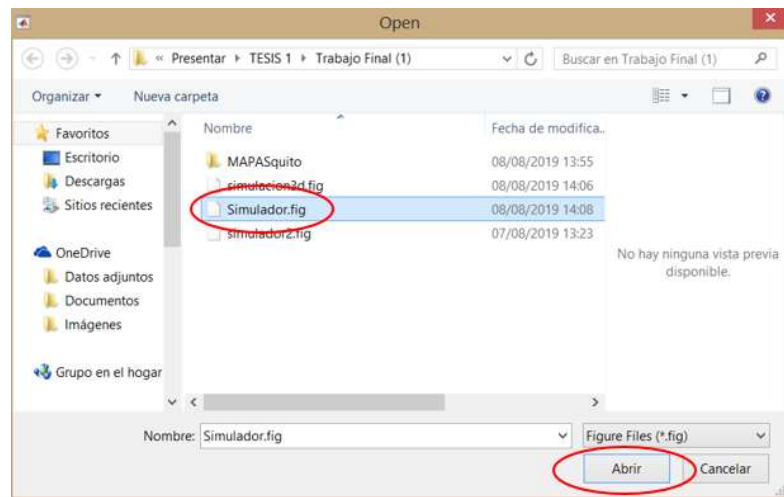 Open
« Presentar ▸ TESIS 1 ▸ Trabajo Final (1)
Buscar en Trabajo Final (1)
Organizar
Nueva carpeta
Favoritos
Escritorio
Descargas
Sitios recientes
OneDrive
Datos adjuntos
Documentos
Imágenes
Grupo en el hogar
Nombre Fecha de modifica..
MAPASquito 08/08/2019 13:55
simulacion3d.fig 08/08/2019 14:06
Simulador.fig 08/08/2019 14:08
simulador2.fig 07/08/2019 13:23
No hay ninguna vista previa
disponible.
Nombre: Simulador.fig
Figure Files (*.fig)
Abrir
Cancelar